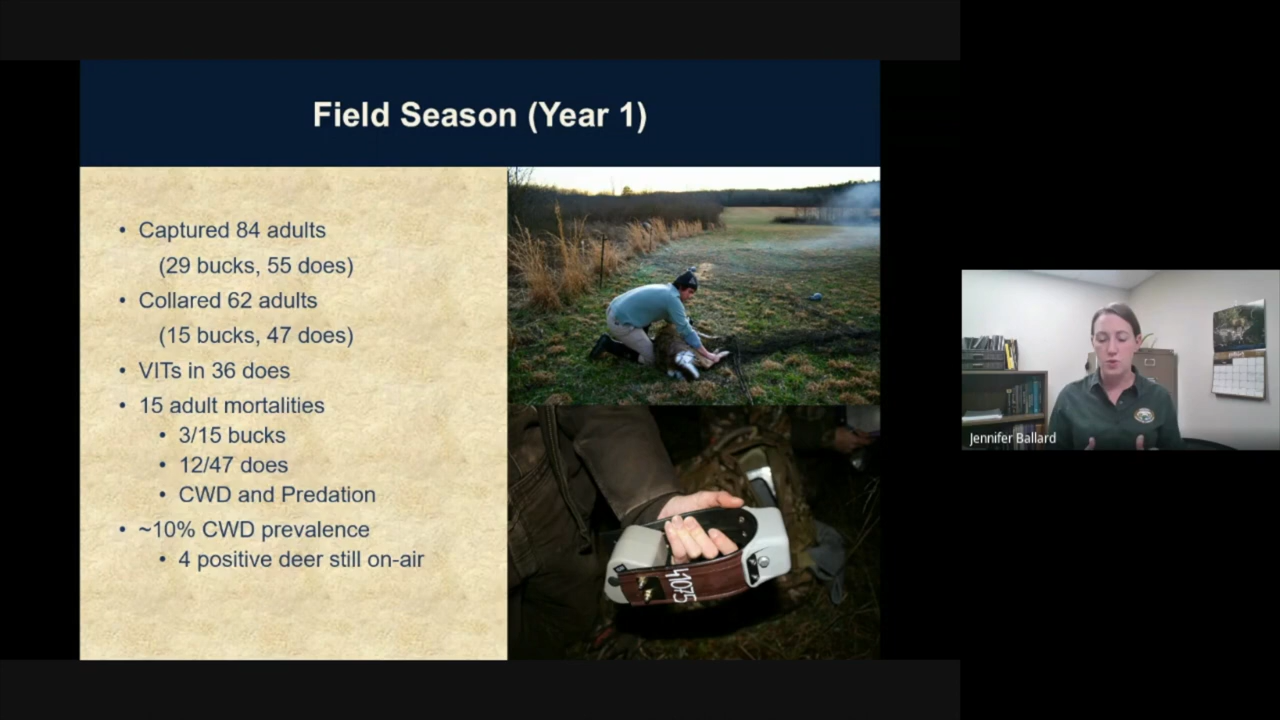 Field Season (Year 1)
• Captured 84 adults
(29 bucks, 55 does)
• Collared 62 adults
(15 bucks, 47 does)
• VITs in 36 does
• 15 adult mortalities
• 3/15 bucks
• 12/47 does
• CWD and Predation
• ~10% CWD prevalence
• 4 positive deer still on-air
41075
Jennifer Ballard